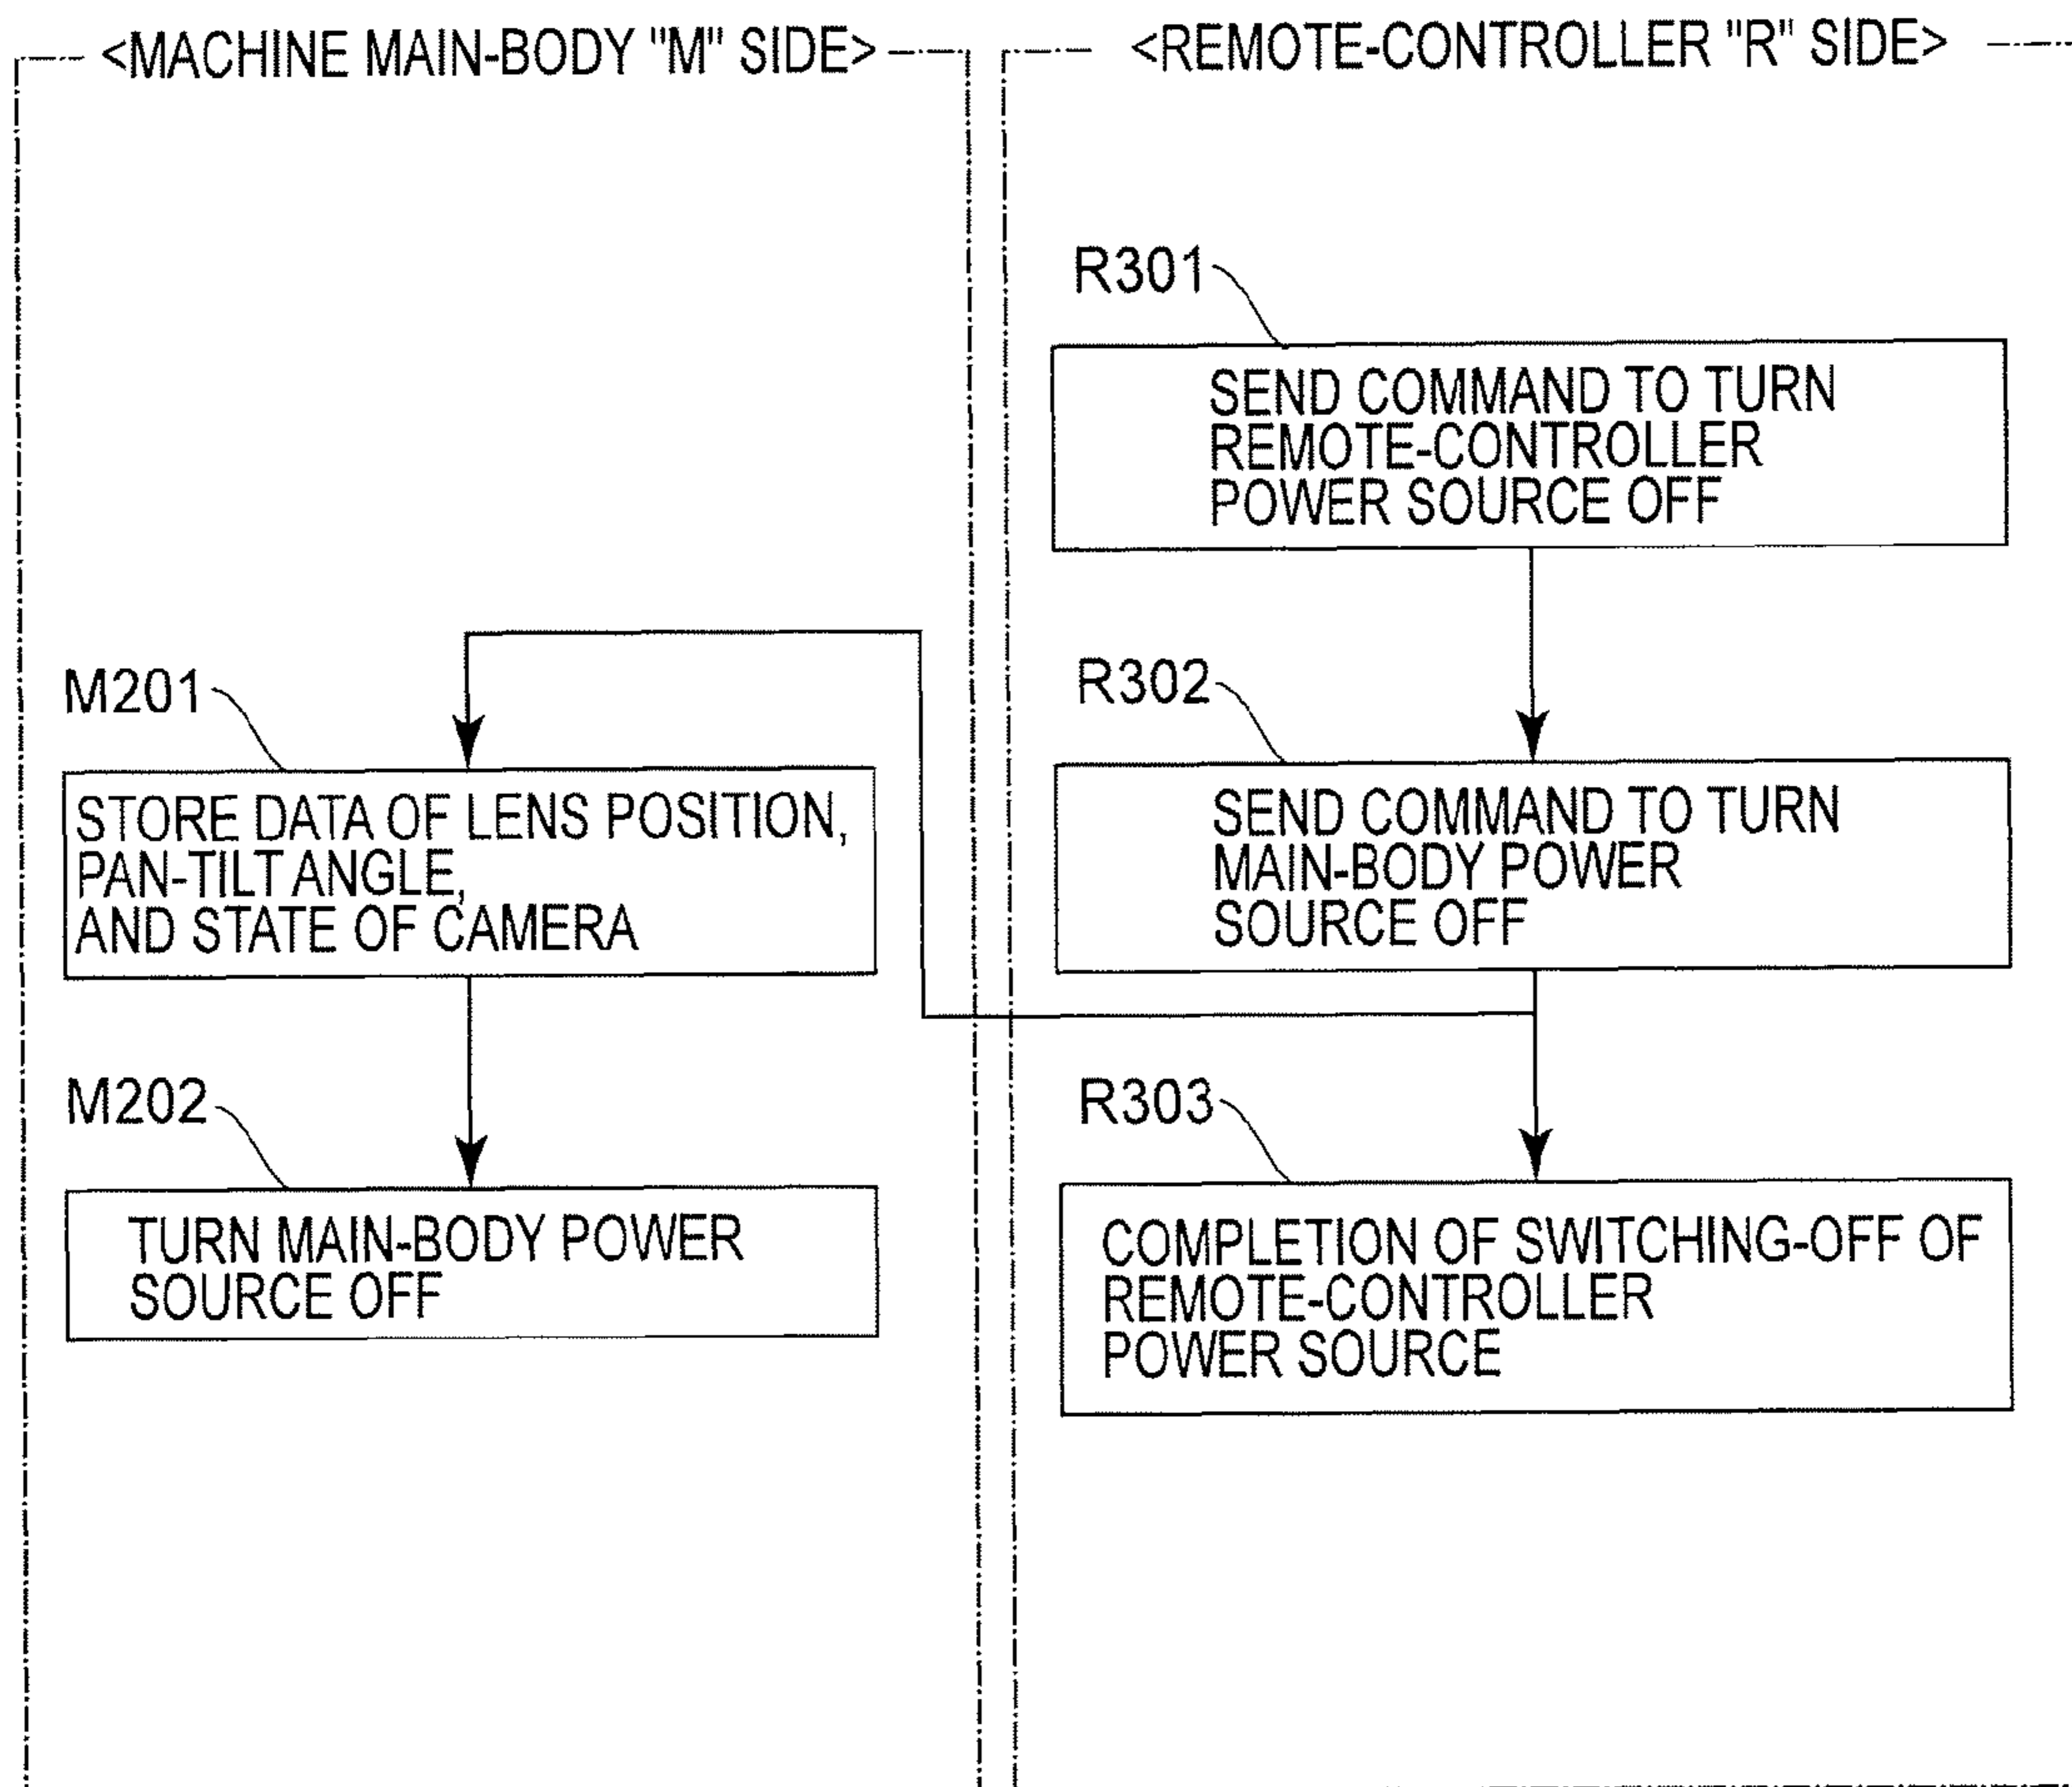 <MACHINE MAIN-BODY "M" SIDE>
M201
STORE DATA OF LENS POSITION,
PAN-TILT ANGLE,
AND STATE OF CAMERA
M202
TURN MAIN-BODY POWER
SOURCE OFF
<REMOTE-CONTROLLER "R" SIDE>
R301
SEND COMMAND TO TURN
REMOTE-CONTROLLER
POWER SOURCE OFF
R302
SEND COMMAND TO TURN
MAIN-BODY POWER
SOURCE OFF
R303
COMPLETION OF SWITCHING-OFF OF
REMOTE-CONTROLLER
POWER SOURCE